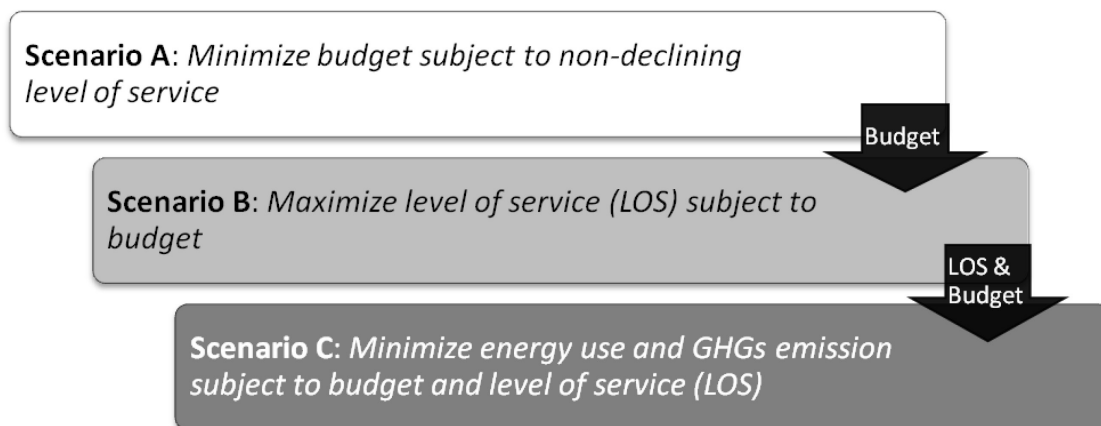 Scenario A: Minimize budget subject to non-declining
level of service
Budget
Scenario B: Maximize level of service (LOS) subject to
budget
LOS &
Budget
Scenario C: Minimize energy use and GHGs emission
subject to budget and level of service (LOS)